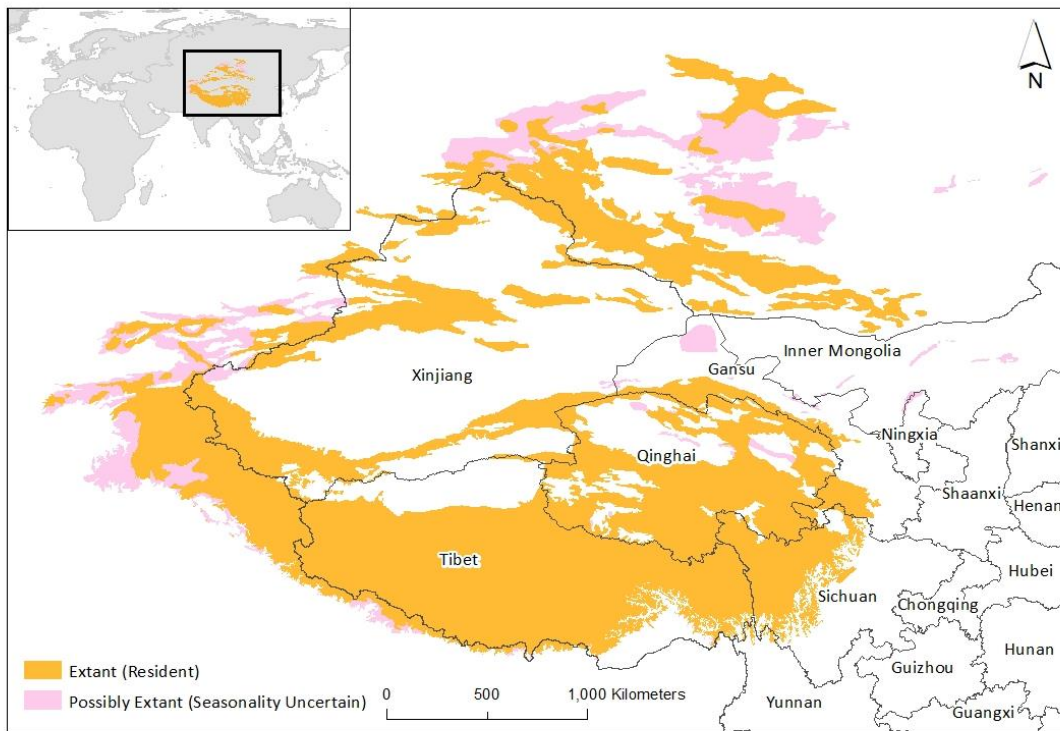 N
Inner Mongolia
Gansu
Xinjiang
Ningxia
Shanxi
Qinghai
Shaanxi
Henan
Tibet
Hubei
Sichuan
Chongqing
Hunan
Guizhou
Extant (Resident)
0 500 1,000 Kilometers
Possibly Extant (Seasonality Uncertain)
Yunnan
Guangxi